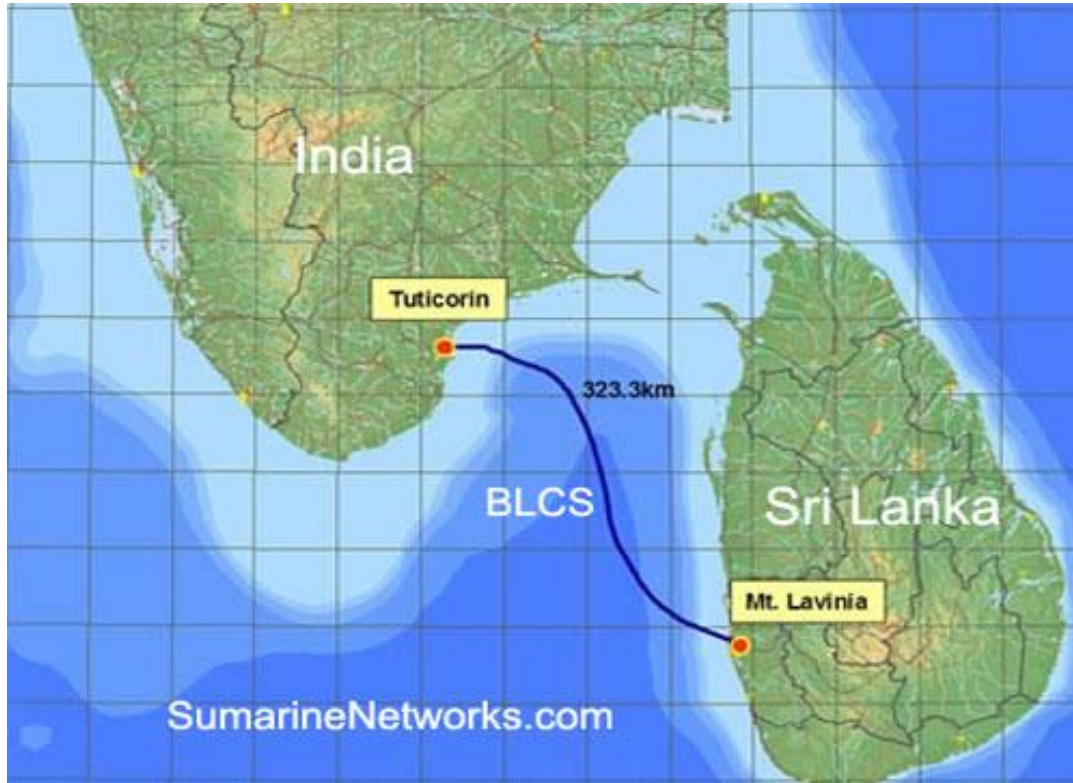 India
Tuticorin
323.3km
BLCS
Sri Lanka
Mt. Lavinia
SumarineNetworks.com